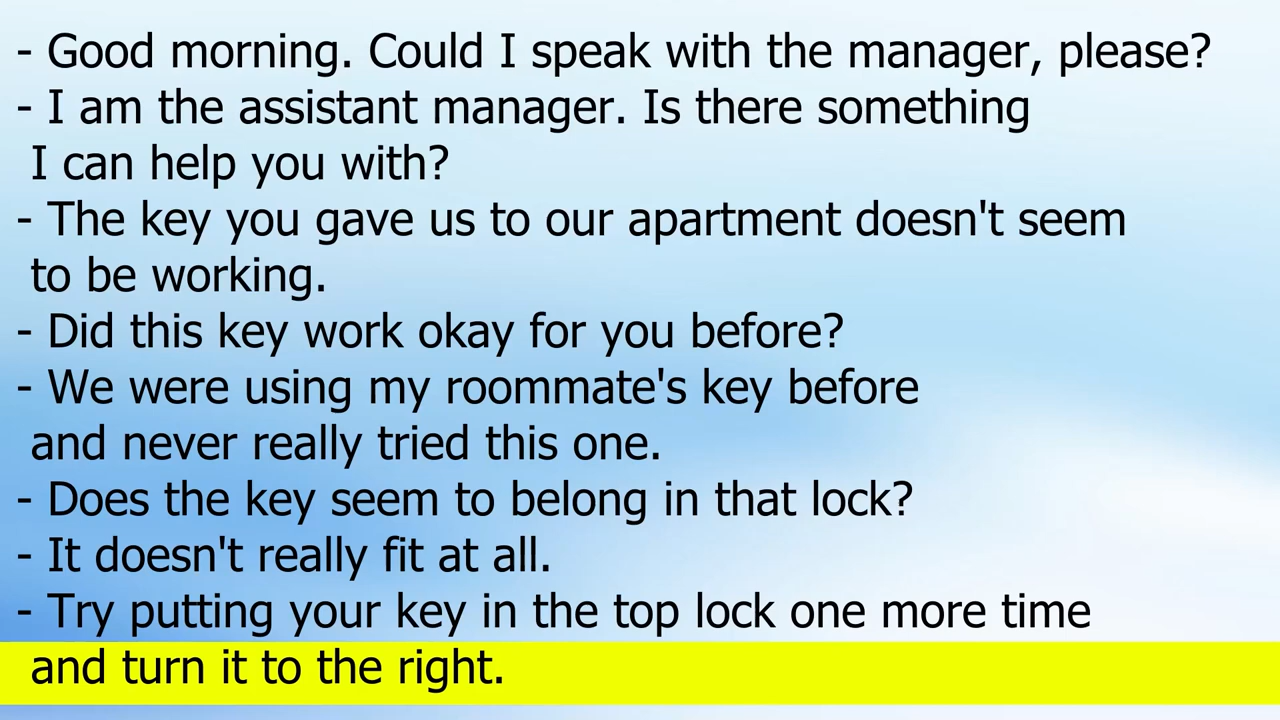 - Good morning. Could I speak with the manager, please?
- I am the assistant manager. Is there something
I can help you with?
- The key you gave us to our apartment doesn't seem
to be working.
- Did this key work okay for you before?
- We were using my roommate's key before
and never really tried this one.
- Does the key seem to belong in that lock?
- It doesn't really fit at all.
- Try putting your key in the top lock one more time
and turn it to the right.